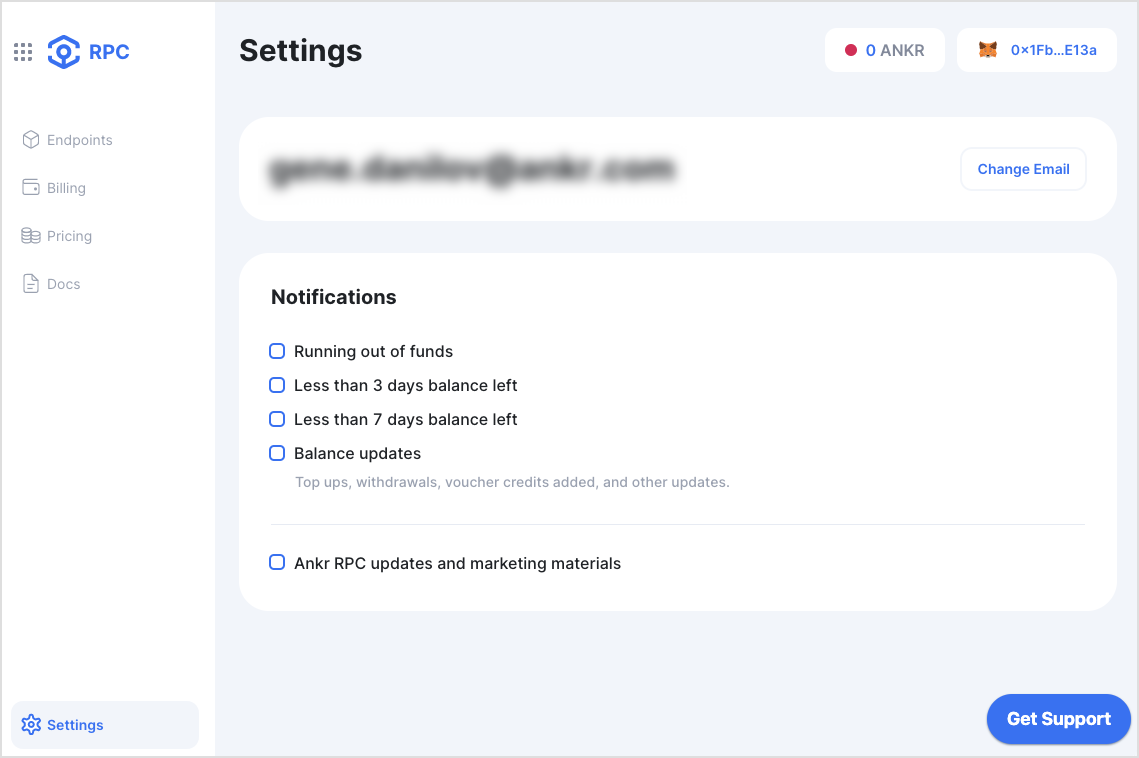 RPC
Settings
0 ANKR
0×1Fb...E13a
Endpoints
Billing
Pricing
Docs
Change Email
Notifications
Running out of funds
Less than 3 days balance left
Less than 7 days balance left
Balance updates
Top ups, withdrawals, voucher credits added, and other updates.
Ankr RPC updates and marketing materials
Settings
Get Support